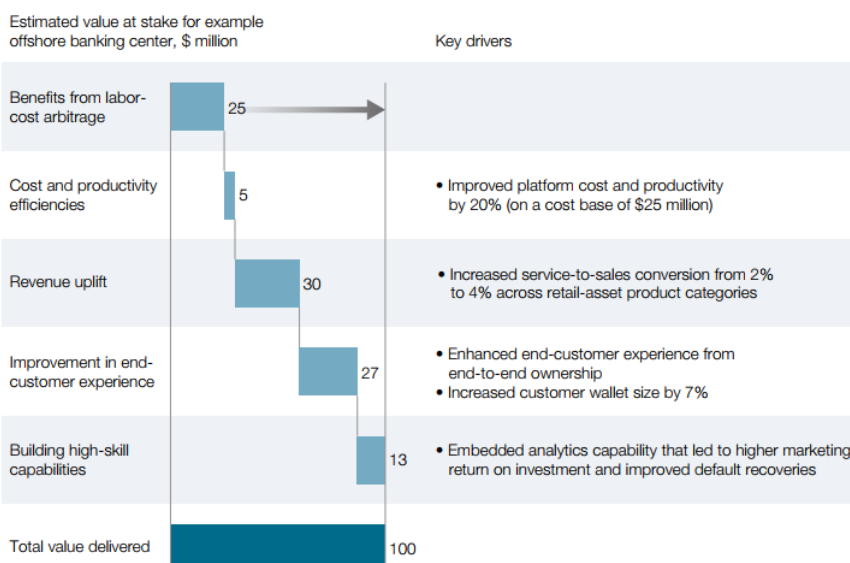 Estimated value at stake for example
offshore banking center, $ million
Key drivers
Benefits from labor-
cost arbitrage
25
Cost and productivity
efficiencies
5
• Improved platform cost and productivity
by 20% (on a cost base of $25 million)
Revenue uplift
30
• Increased service-to-sales conversion from 2%
to 4% across retail-asset product categories
Improvement in end-
customer experience
27
• Enhanced end-customer experience from
end-to-end ownership
• Increased customer wallet size by 7%
Building high-skill
capabilities
13
• Embedded analytics capability that led to higher marketing
return on investment and improved default recoveries
Total value delivered
100